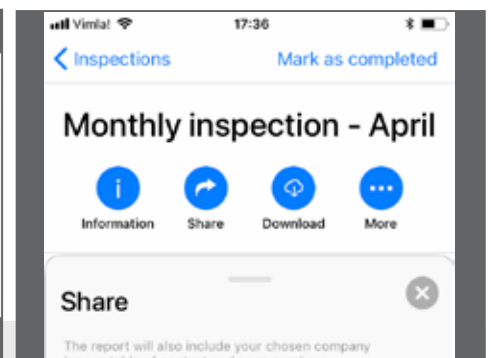 Vimla! 17:36
Inspections Mark as completed
Monthly inspection - April
i
Information Share Download More
Share
The report will also include your chosen company